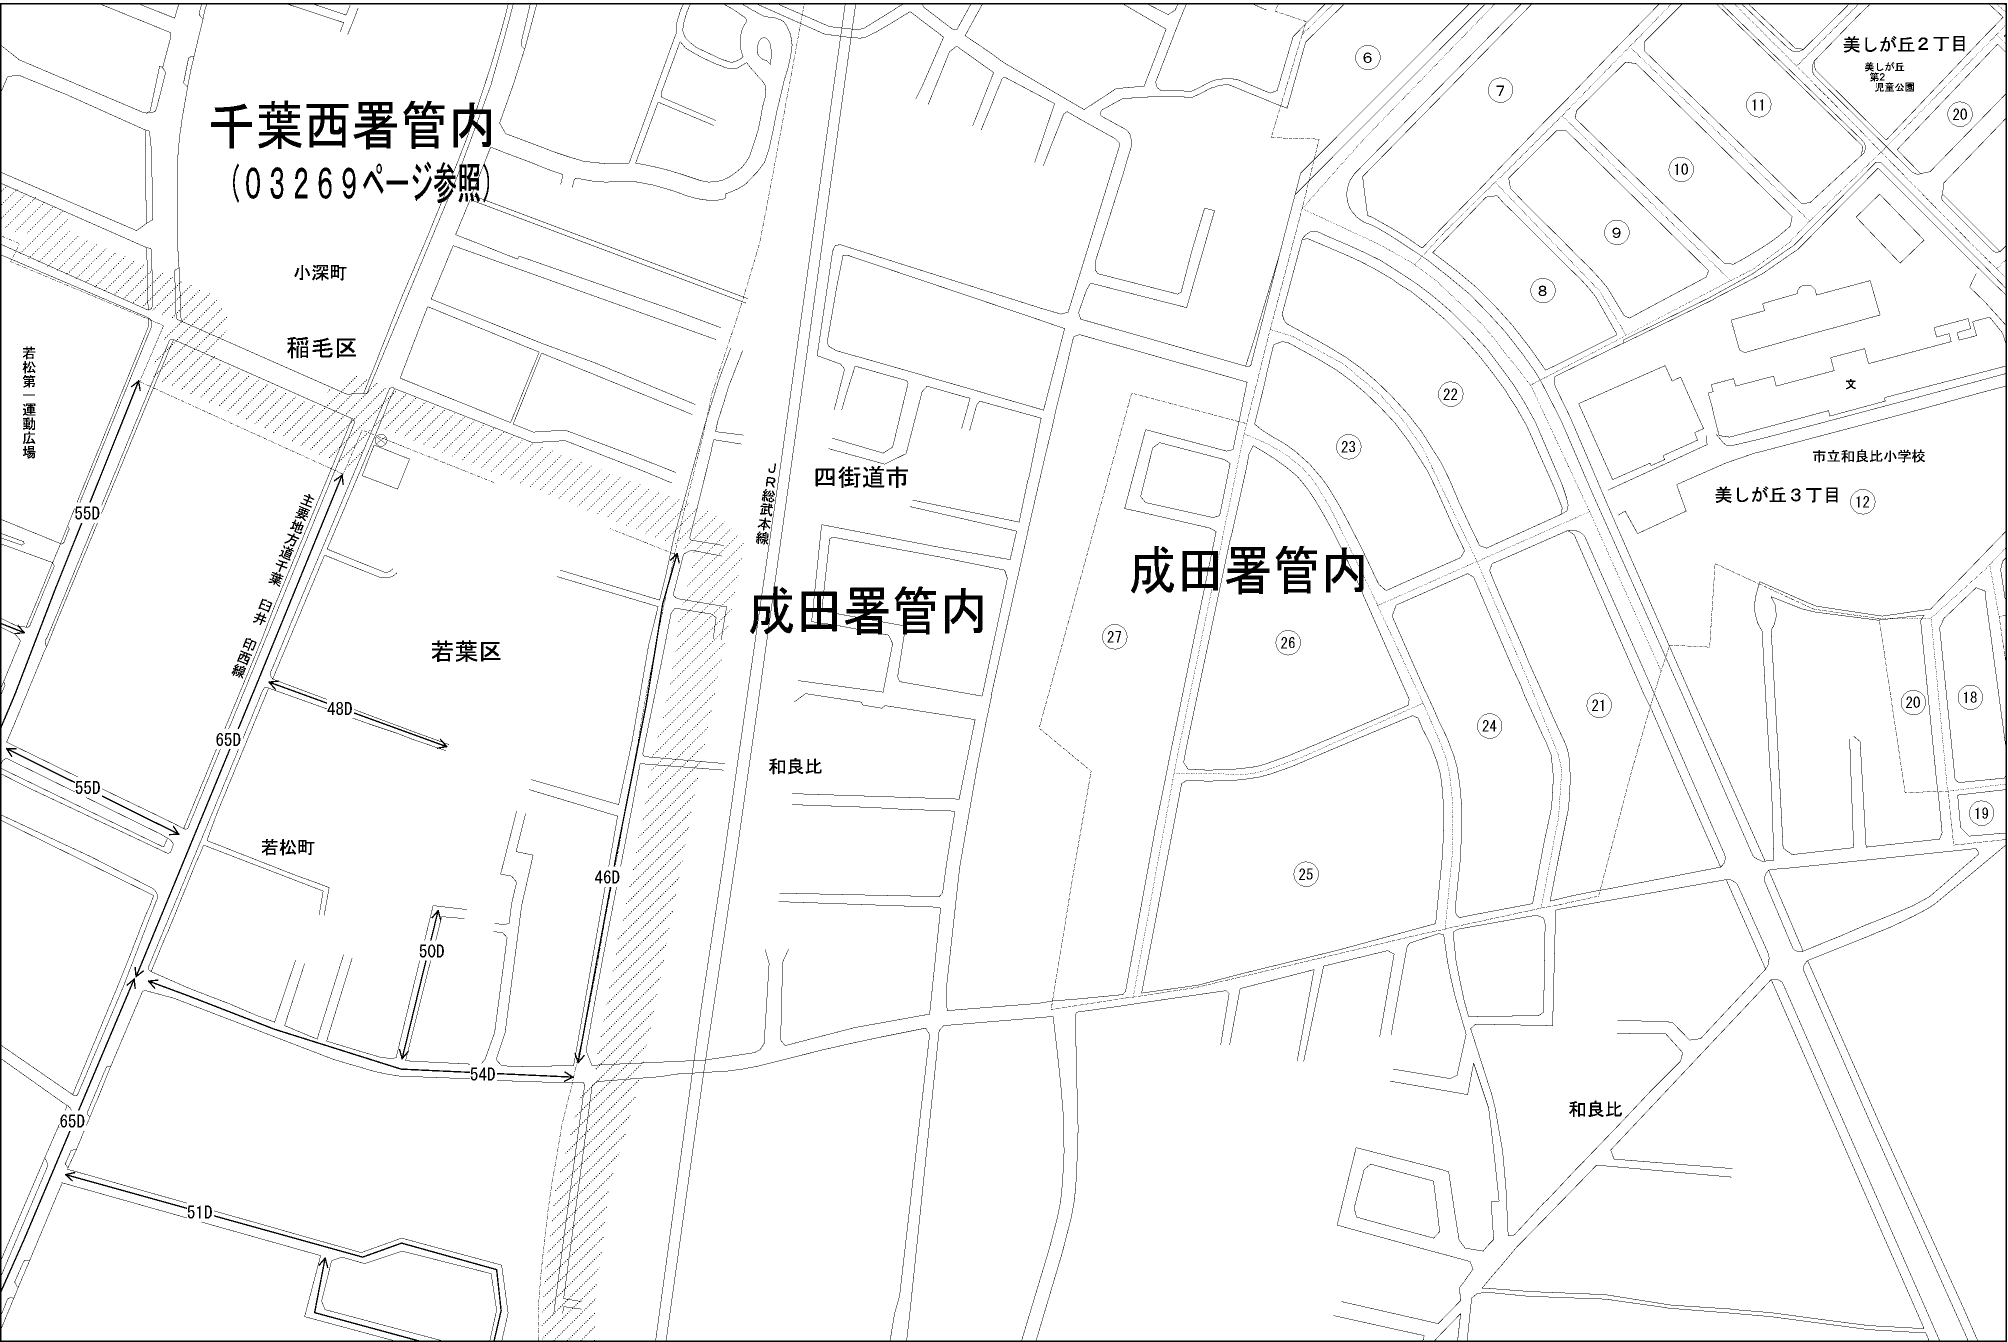 千葉西署管内
(03269ページ参照)
小深町
稲毛区
若松第一運動広場
主要地方道千葉 臼井 印西線
若葉区
若松町
JR総武本線
四街道市
成田署管内
成田署管内
和良比
和良比
美しが丘2丁目
美しが丘
第2
児童公園
文
市立和良比小学校
美しが丘3丁目
6
7
11
20
10
9
8
22
23
12
27
26
24
21
20
18
19
25
55D
48D
65D
55D
46D
50D
54D
65D
51D